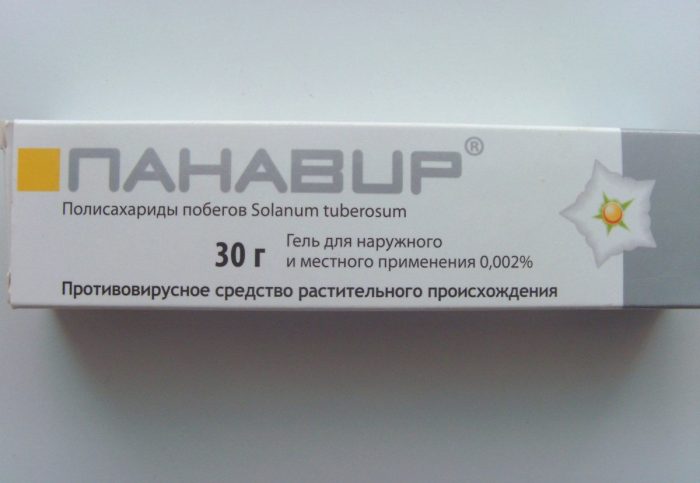 ПАНАВИР®
Полисахариды побегов Solanum tuberosum
30 г
Гель для наружного
и местного применения 0,002%
Противовирусное средство растительного происхождения